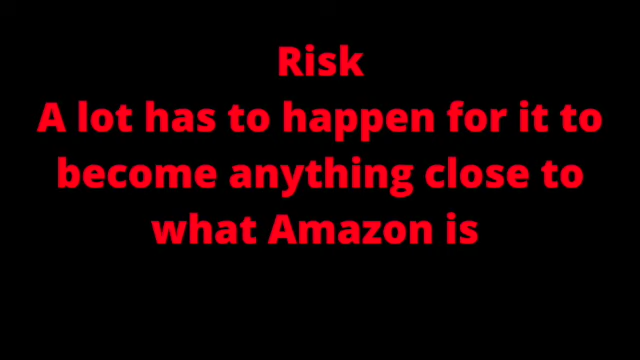 Risk
A lot has to happen for it to
become anything close to
what Amazon is